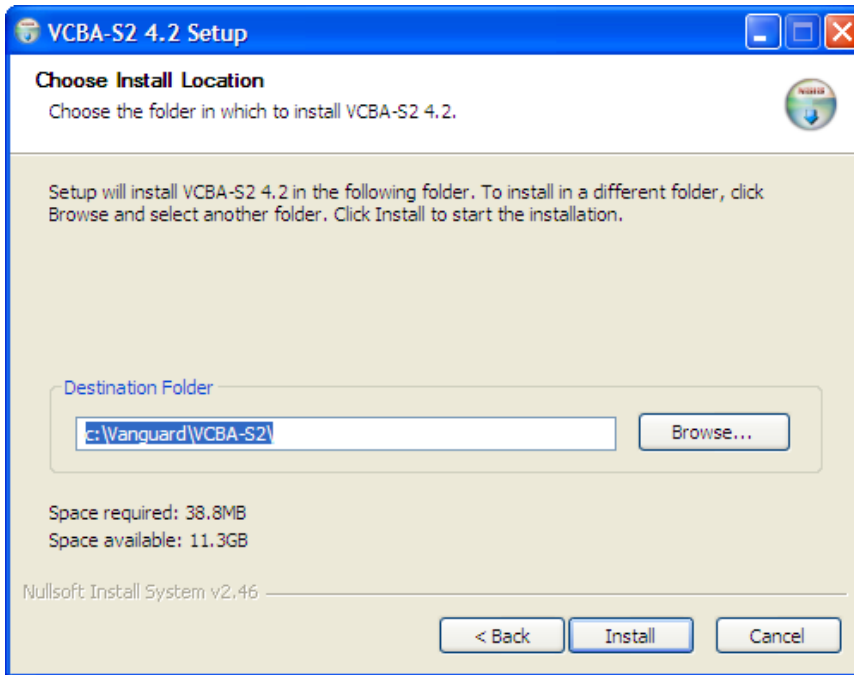 VCBA-S2 4.2 Setup
Choose Install Location
Choose the folder in which to install VCBA-S2 4.2.
Setup will install VCBA-S2 4.2 in the following folder. To install in a different folder, click
Browse and select another folder. Click Install to start the installation.
Destination Folder
c:\Vanguard\VCBA-S2\
Browse...
Space required: 38.8MB
Space available: 11.3GB
Nullsoft Install System v2.46
< Back
Install
Cancel